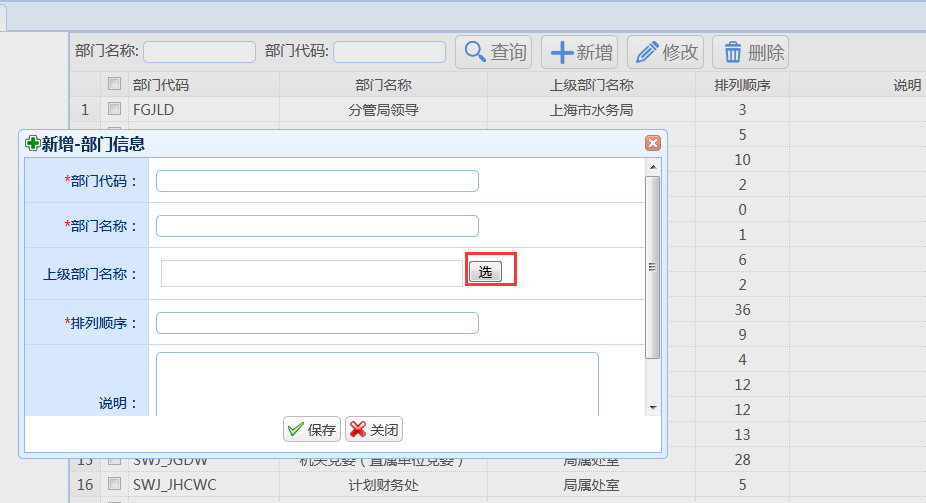 部门名称: 部门代码: 查询 新增 修改 删除
部门代码 部门名称 上级部门名称 排列顺序 说明
1 FGJLD 分管局领导 上海市水务局 3
5
新增-部门信息
10
*部门代码：
2
0
*部门名称：
1
6
上级部门名称： 选
2
36
*排列顺序：
9
4
12
说明：
12
保存 关闭
13
15 SWJ_JGDW 机关党委（直属单位党委） 局属处室 28
16 SWJ_JHCWC 计划财务处 局属处室 5